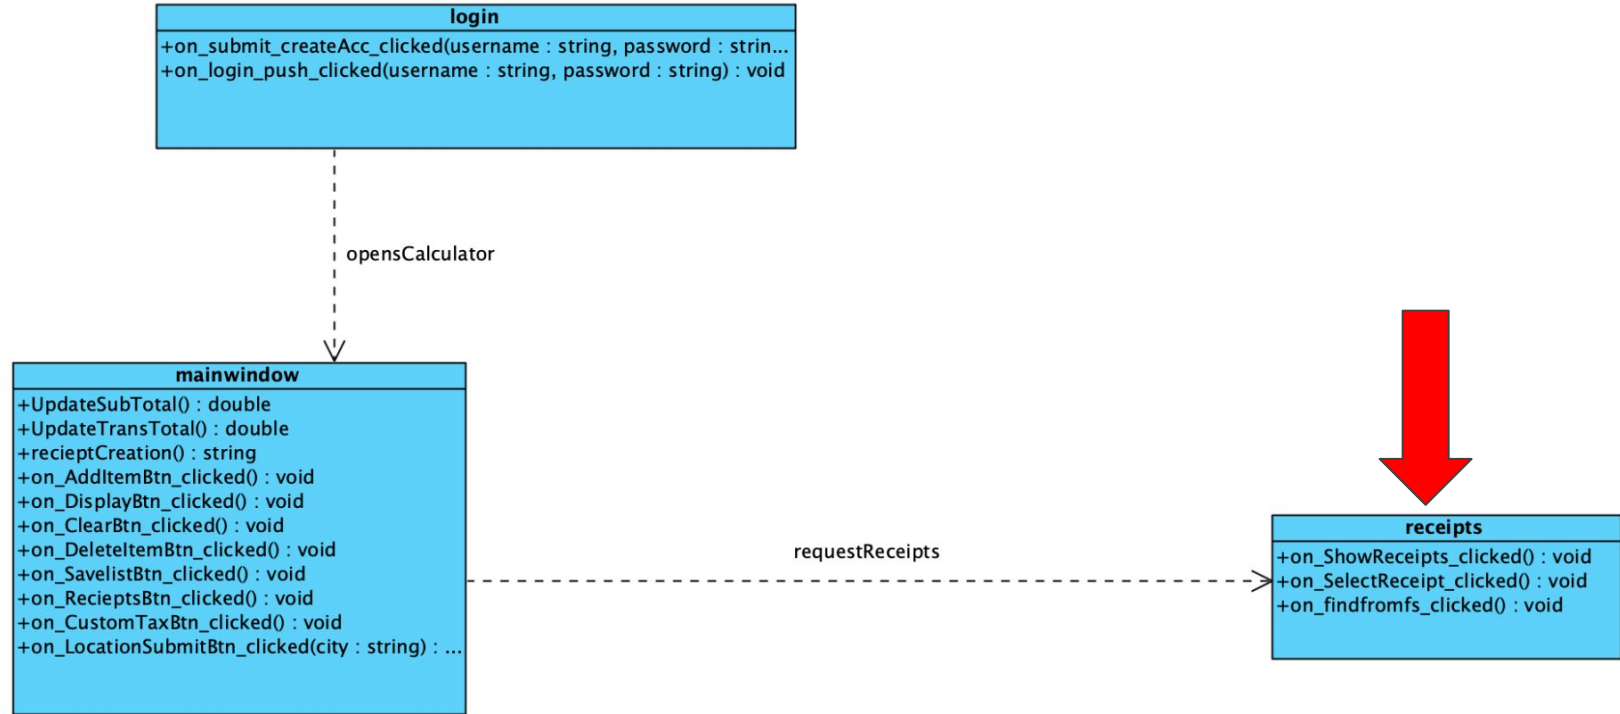 login
+on_submit_createAcc_clicked(username : string, password : strin...
+on_login_push_clicked(username : string, password : string) : void
opensCalculator
mainwindow
+UpdateSubTotal() : double
+UpdateTransTotal() : double
+recieptCreation() : string
+on_AddItemBtn_clicked() : void
+on_DisplayBtn_clicked() : void
+on_ClearBtn_clicked() : void
+on_DeleteItemBtn_clicked() : void
+on_SavelistBtn_clicked() : void
+on_RecieptsBtn_clicked() : void
+on_CustomTaxBtn_clicked() : void
+on_LocationSubmitBtn_clicked(city : string) : ...
requestReceipts
receipts
+on_ShowReceipts_clicked() : void
+on_SelectReceipt_clicked() : void
+on_findfromfs_clicked() : void